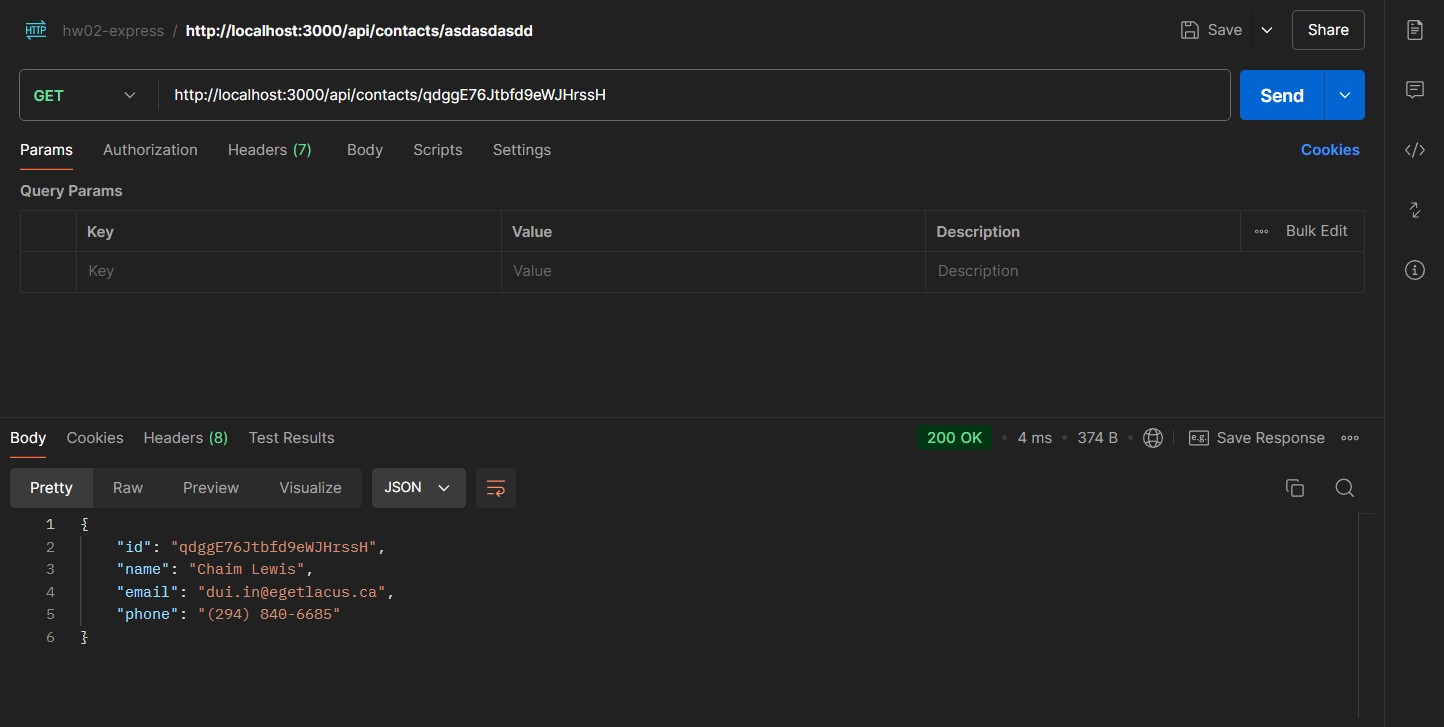 HTTP hw02-express / http://localhost:3000/api/contacts/asdasdasdd Save Share
GET http://localhost:3000/api/contacts/qdggE76Jtbfd9eWJHrssH Send
Params Authorization Headers (7) Body Scripts Settings Cookies
Query Params
Key Value Description Bulk Edit
Key Value Description
Body Cookies Headers (8) Test Results 200 OK • 4 ms • 374 B • e.g. Save Response
Pretty Raw Preview Visualize JSON
1 {
2 "id": "qdggE76Jtbfd9eWJHrssH",
3 "name": "Chaim Lewis",
4 "email": "dui.in@egetlacus.ca",
5 "phone": "(294) 840-6685"
6 }